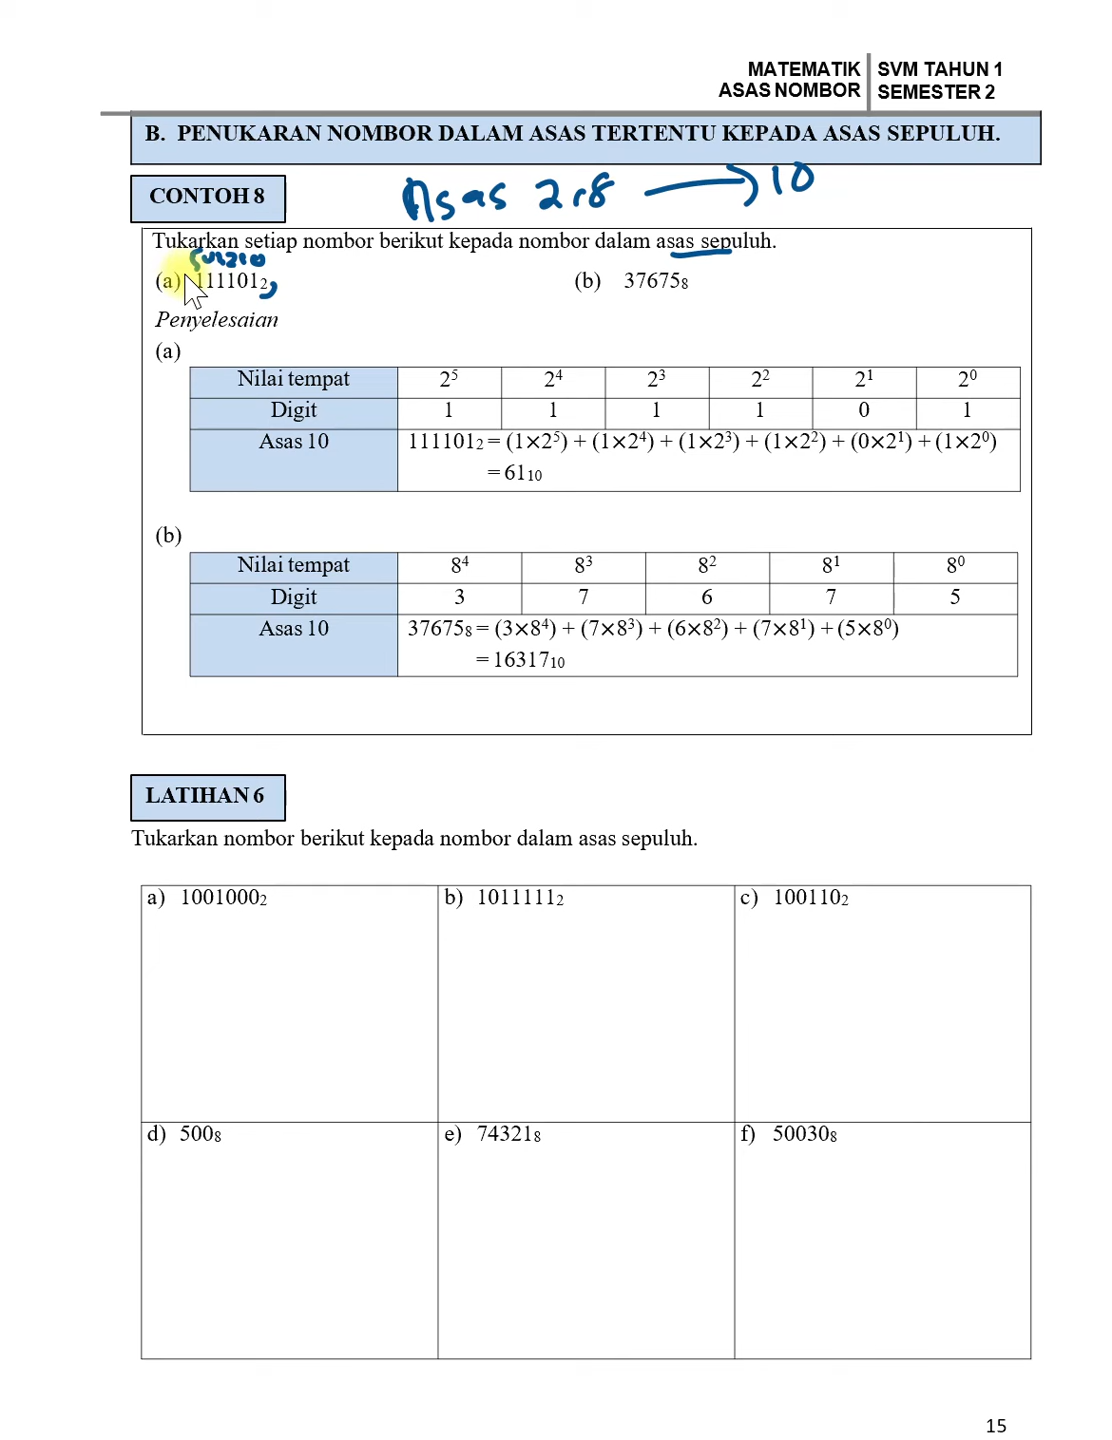 MATEMATIK SVM TAHUN 1
ASAS NOMBOR SEMESTER 2
B. PENUKARAN NOMBOR DALAM ASAS TERTENTU KEPADA ASAS SEPULUH.
Asas 2,8 → 10
CONTOH 8
Tukarkan setiap nombor berikut kepada nombor dalam asas sepuluh.
543210
(a) 111101₂, (b) 37675₈
Penyelesaian
(a)
Nilai tempat 2⁵ 2⁴ 2³ 2² 2¹ 2⁰
Digit 1 1 1 1 0 1
Asas 10 111101₂ = (1×2⁵) + (1×2⁴) + (1×2³) + (1×2²) + (0×2¹) + (1×2⁰)
= 61₁₀
(b)
Nilai tempat 8⁴ 8³ 8² 8¹ 8⁰
Digit 3 7 6 7 5
Asas 10 37675₈ = (3×8⁴) + (7×8³) + (6×8²) + (7×8¹) + (5×8⁰)
= 16317₁₀
LATIHAN 6
Tukarkan nombor berikut kepada nombor dalam asas sepuluh.
a) 1001000₂ b) 1011111₂ c) 100110₂
d) 500₈ e) 74321₈ f) 50030₈
15